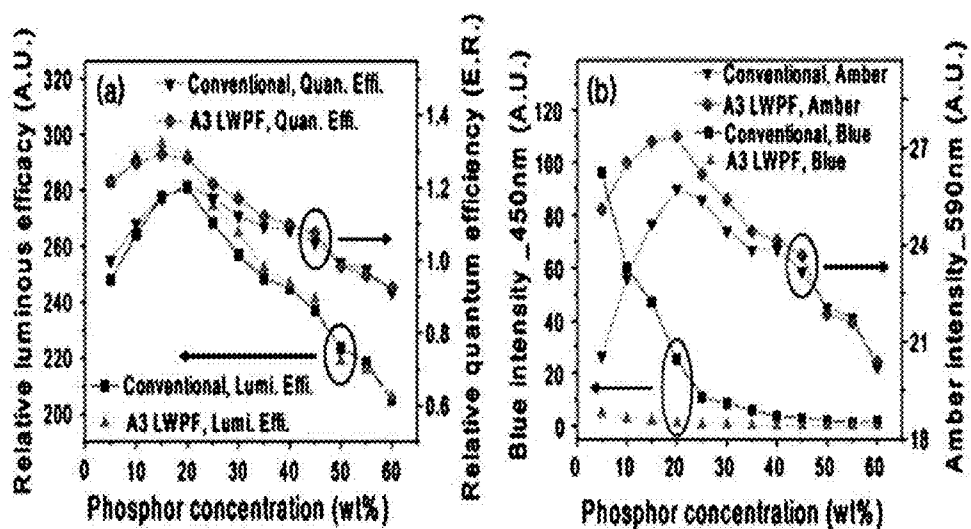 Relative luminous efficacy (A.U.)
320
300
280
260
240
220
200
(a)
Conventional, Quan. Effi.
A3 LWPF, Quan. Effi.
Conventional, Lumi. Effi.
A3 LWPF, Lumi. Effi.
1.4
1.2
1.0
0.8
0.6
Relative quantum efficiency (E.R.)
0 10 20 30 40 50 60
Phosphor concentration (wt%)
Blue intensity_450nm (A.U.)
120
100
80
60
40
20
0
(b)
Conventional, Amber
A3 LWPF, Amber
Conventional, Blue
A3 LWPF, Blue
27
24
21
18
Amber intensity_590nm (A.U.)
0 10 20 30 40 50 60
Phosphor concentration (wt%)